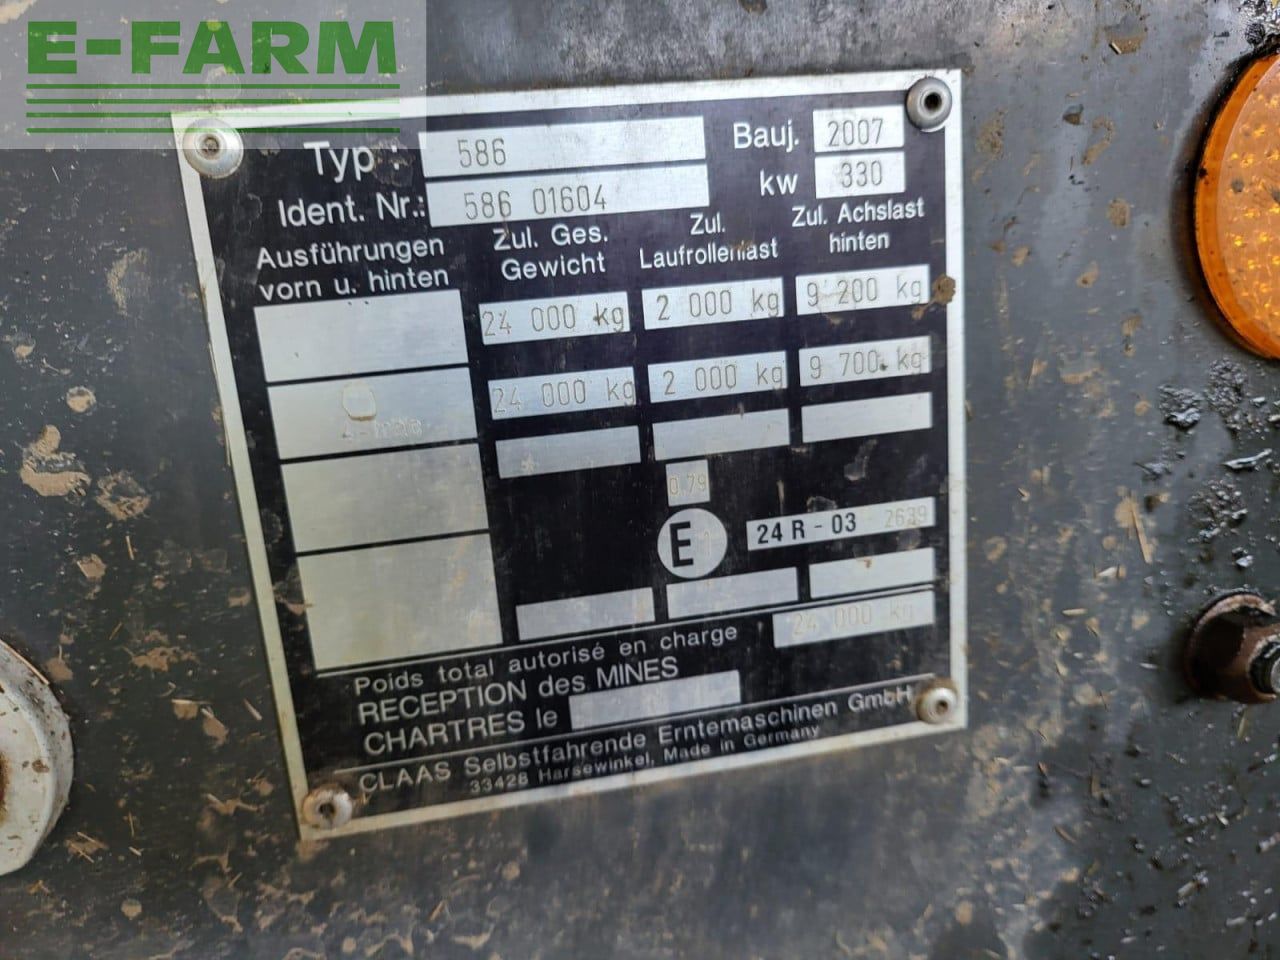 E-FARM
Typ : 586 Bauj. 2007
Ident. Nr.: 586 01604 kw 330
Ausführungen vorn u. hinten
Zul. Ges. Gewicht
Zul. Laufrollenlast
Zul. Achslast hinten
24 000 kg 2 000 kg 9 200 kg
24 000 kg 2 000 kg 9 700 kg
0.79
E 24 R - 03 2639
Poids total autorisé en charge 24 000 kg
RECEPTION des MINES
CHARTRES le
CLAAS Selbstfahrende Erntemaschinen GmbH
33428 Harsewinkel, Made in Germany